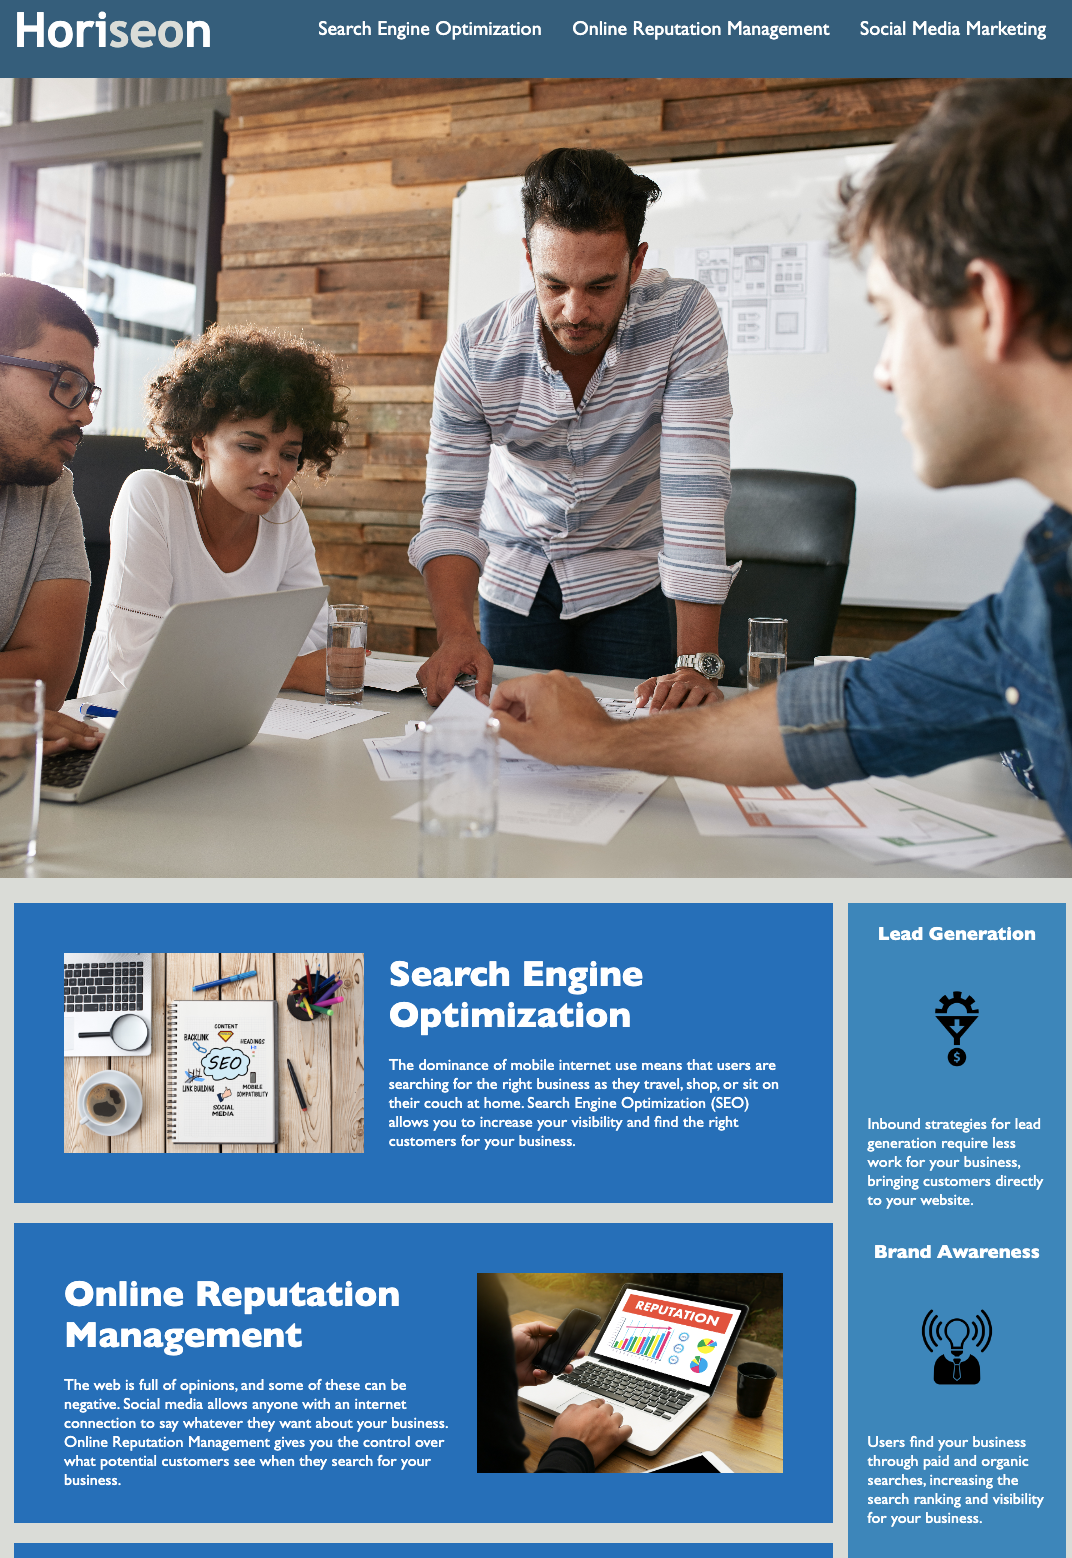 Horiseon
Search Engine Optimization
Online Reputation Management
Social Media Marketing
CONTENT
BACKLINK
HEADINGS
SEO
LINK BUILDING
MOBILE
COMPATIBILITY
SOCIAL
MEDIA
Search Engine
Optimization
The dominance of mobile internet use means that users are
searching for the right business as they travel, shop, or sit on
their couch at home. Search Engine Optimization (SEO)
allows you to increase your visibility and find the right
customers for your business.
Online Reputation
Management
The web is full of opinions, and some of these can be
negative. Social media allows anyone with an internet
connection to say whatever they want about your business.
Online Reputation Management gives you the control over
what potential customers see when they search for your
business.
REPUTATION
Lead Generation
$
Inbound strategies for lead
generation require less
work for your business,
bringing customers directly
to your website.
Brand Awareness
Users find your business
through paid and organic
searches, increasing the
search ranking and visibility
for your business.